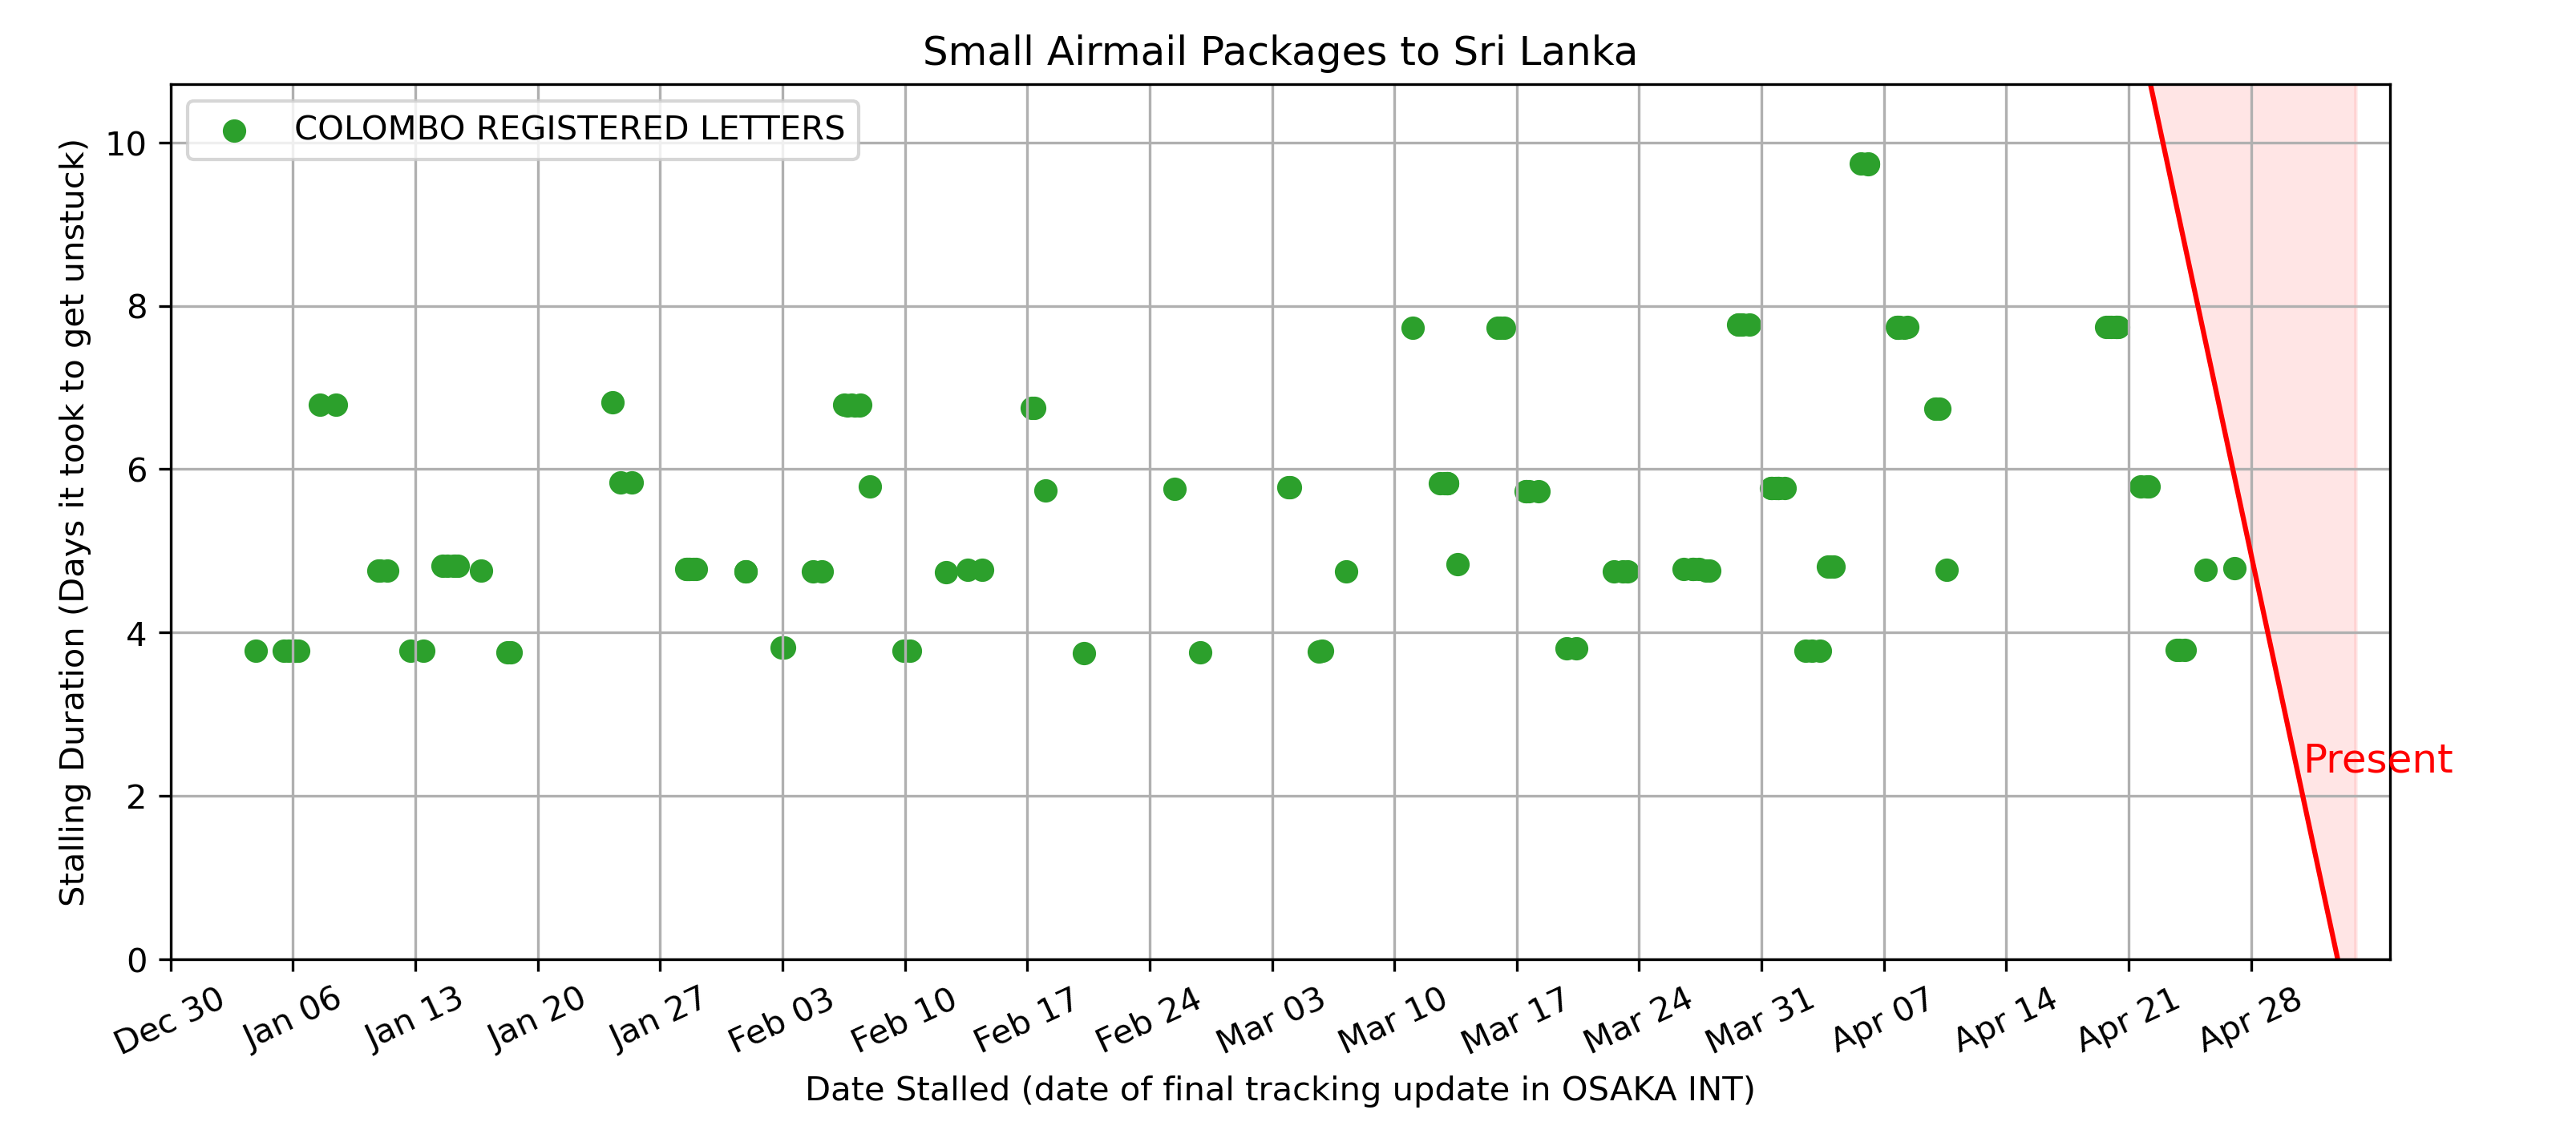 Small Airmail Packages to Sri Lanka
COLOMBO REGISTERED LETTERS
Stalling Duration (Days it took to get unstuck)
10
8
6
4
2
0
Present
Dec 30
Jan 06
Jan 13
Jan 20
Jan 27
Feb 03
Feb 10
Feb 17
Feb 24
Mar 03
Mar 10
Mar 17
Mar 24
Mar 31
Apr 07
Apr 14
Apr 21
Apr 28
Date Stalled (date of final tracking update in OSAKA INT)